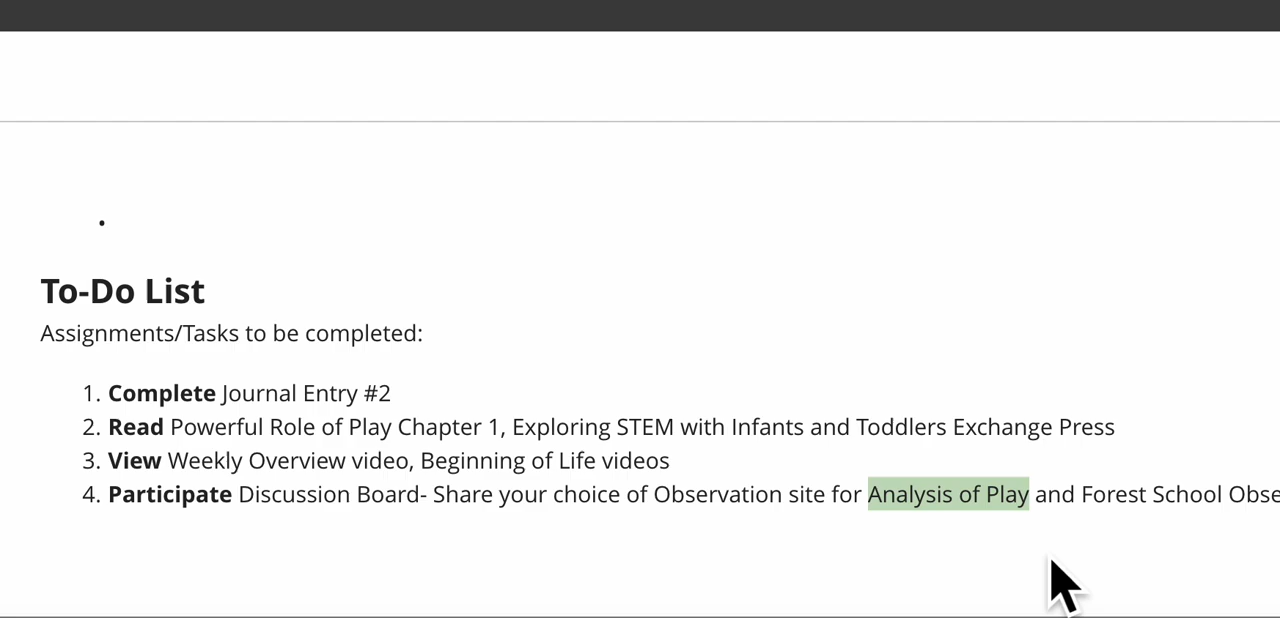 To-Do List
Assignments/Tasks to be completed:
1. Complete Journal Entry #2
2. Read Powerful Role of Play Chapter 1, Exploring STEM with Infants and Toddlers Exchange Press
3. View Weekly Overview video, Beginning of Life videos
4. Participate Discussion Board- Share your choice of Observation site for Analysis of Play and Forest School